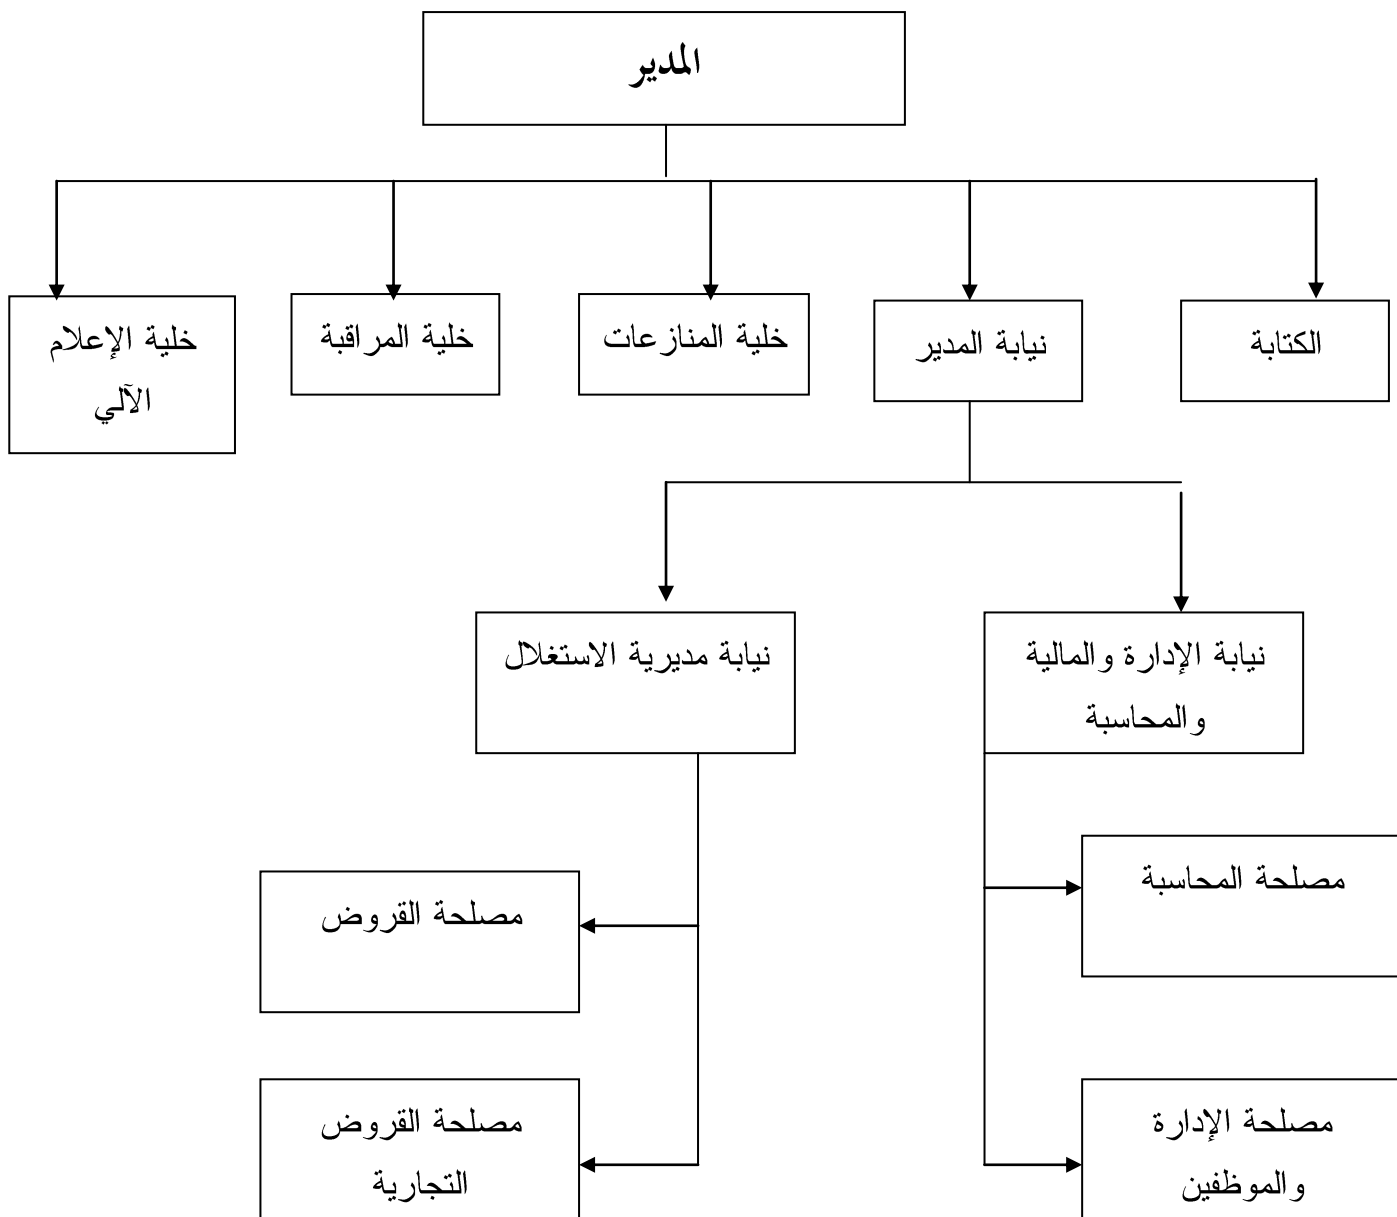 المدير
الكتابة
نيابة المدير
خلية المنازعات
خلية المراقبة
خلية الإعلام
الآلي
نيابة الإدارة والمالية
والمحاسبة
نيابة مديرية الاستغلال
مصلحة المحاسبة
مصلحة القروض
مصلحة الإدارة
والموظفين
مصلحة القروض
التجارية